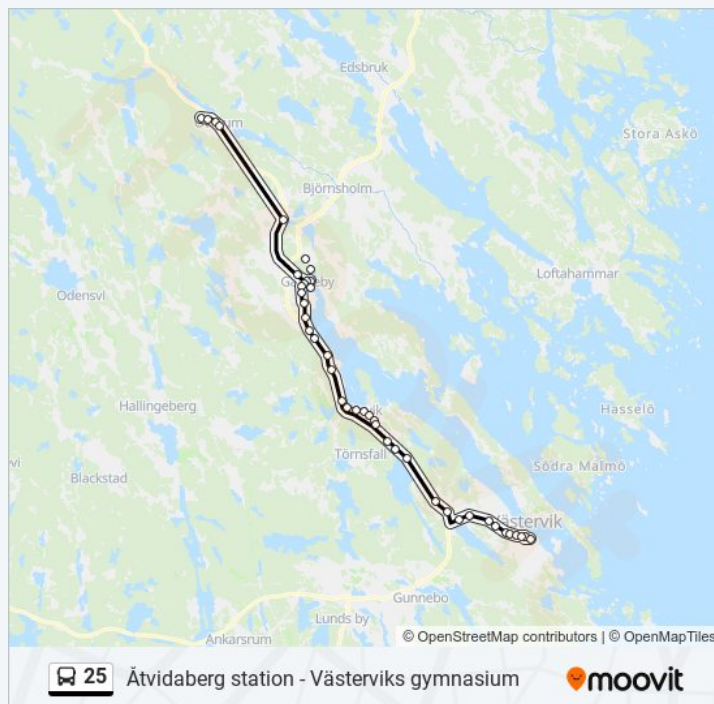 Edsbruk
Stora Askö
Björnsholm
Loftahammar
Odensvi
Hallingeberg
Hasselö
Törnsfall
Södra Malmö
Blackstad
Västervik
Gunnebo
Lunds by
Ankarsrum
© OpenStreetMap contributors | © OpenMapTiles
25 Åtvidaberg station - Västerviks gymnasium
moovit